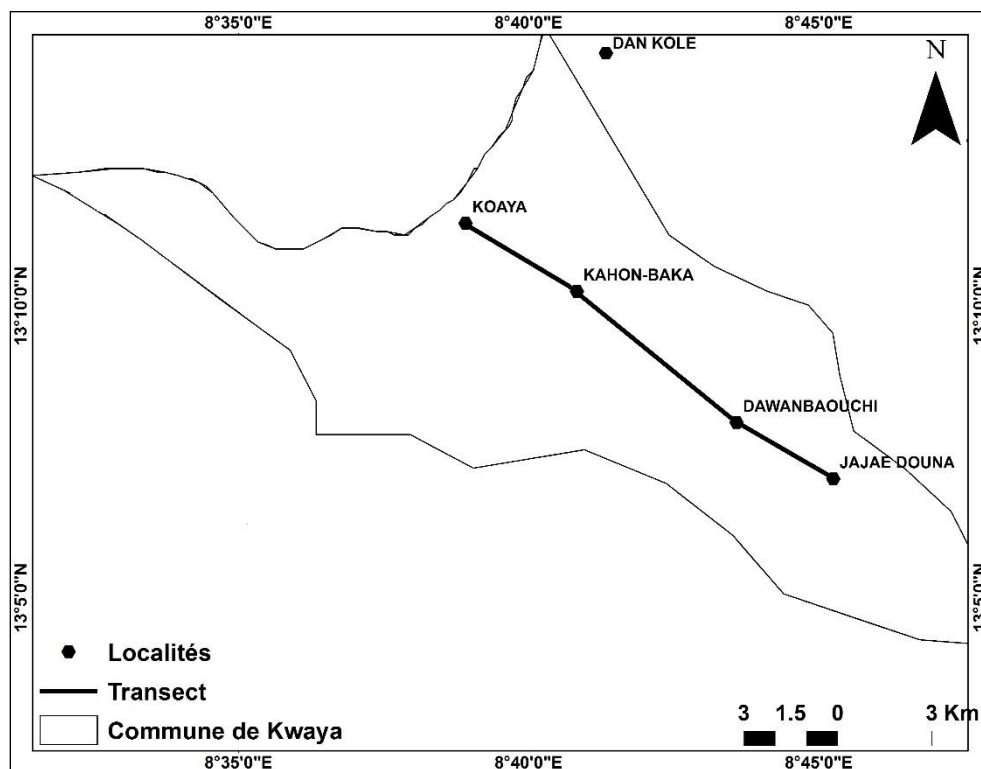 8°35'0"E 8°40'0"E 8°45'0"E
DAN KOLE
N
KOAYA
KAHON-BAKA
13°10'0"N 13°10'0"N
DAWANBAOUCHI
JAJAE DOUNA
13°5'0"N 13°5'0"N
Localités
Transect
Commune de Kwaya
3 1.5 0 3 Km
8°35'0"E 8°40'0"E 8°45'0"E